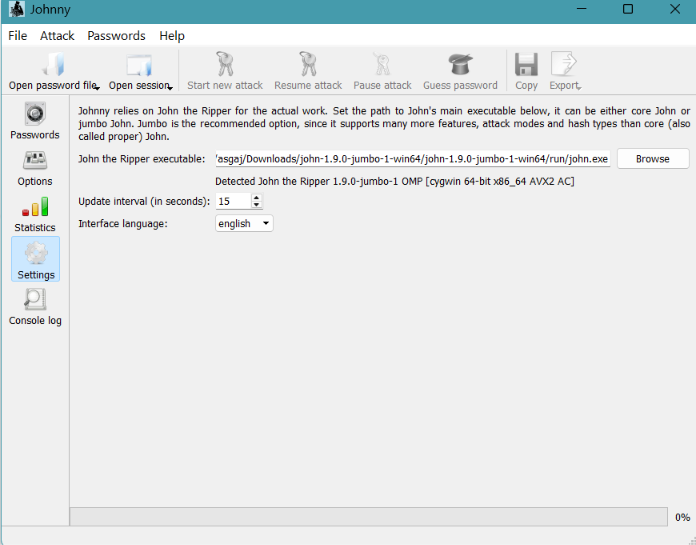 Johnny
File Attack Passwords Help
Open password file Open session Start new attack Resume attack Pause attack Guess password Copy Export
Passwords
Options
Statistics
Settings
Console log
Johnny relies on John the Ripper for the actual work. Set the path to John's main executable below, it can be either core John or
jumbo John. Jumbo is the recommended option, since it supports many more features, attack modes and hash types than core (also
called proper) John.
John the Ripper executable: 'asgaj/Downloads/john-1.9.0-jumbo-1-win64/john-1.9.0-jumbo-1-win64/run/john.exe Browse
Detected John the Ripper 1.9.0-jumbo-1 OMP [cygwin 64-bit x86_64 AVX2 AC]
Update interval (in seconds): 15
Interface language: english
0%